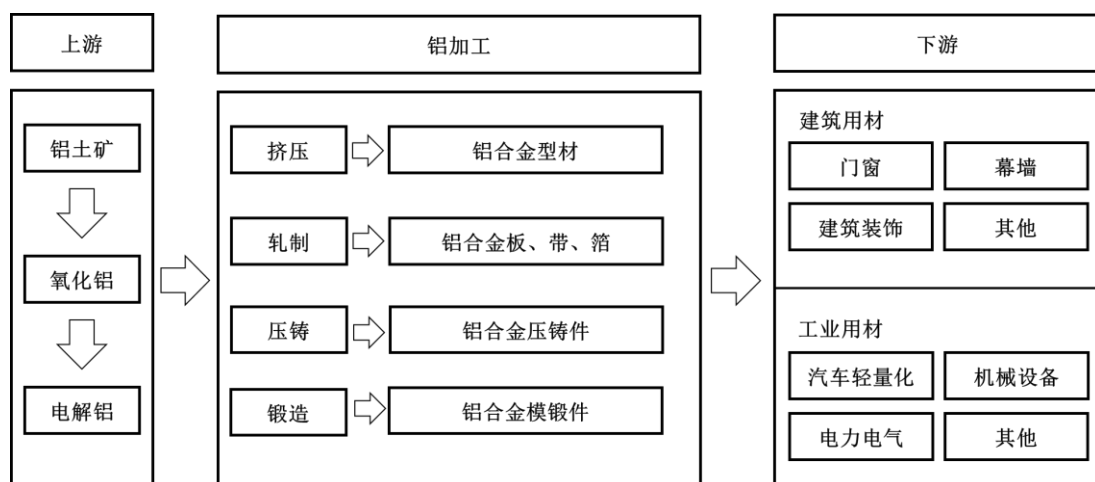 上游
铝加工
下游
铝土矿
氧化铝
电解铝
挤压
铝合金型材
轧制
铝合金板、带、箔
压铸
铝合金压铸件
锻造
铝合金模锻件
建筑用材
门窗
幕墙
建筑装饰
其他
工业用材
汽车轻量化
机械设备
电力电气
其他